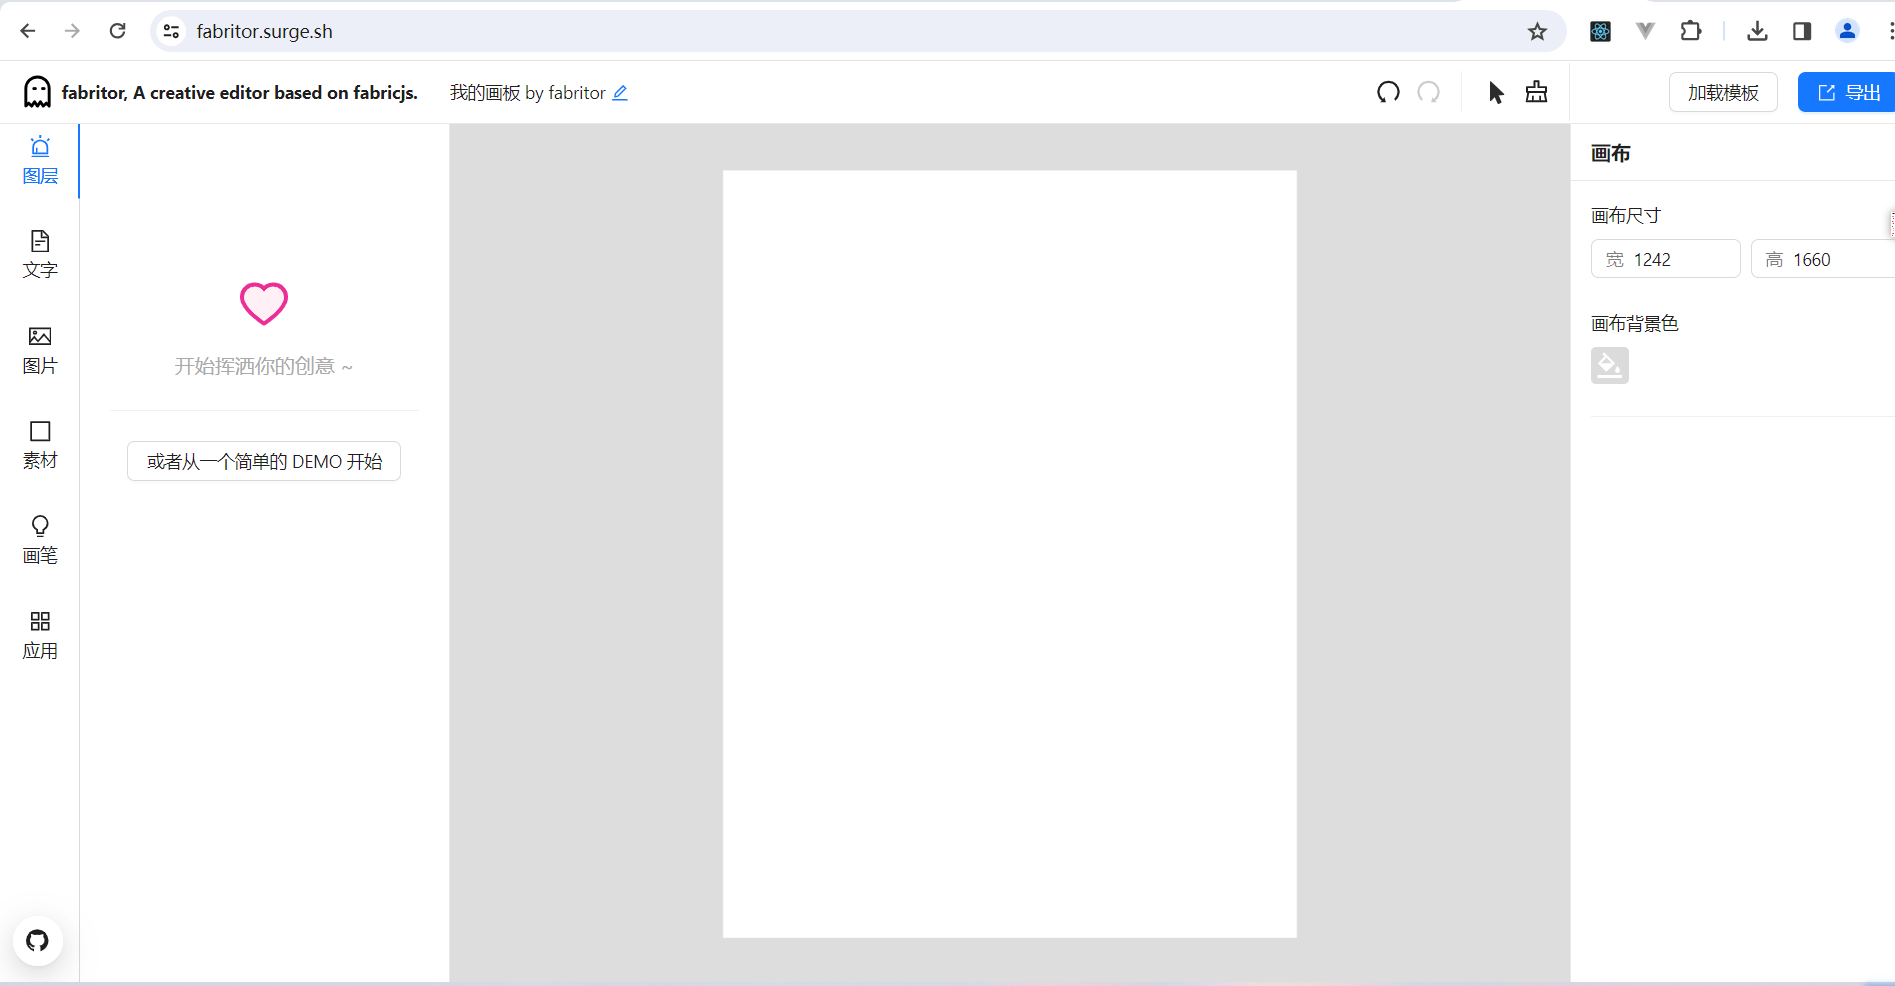 fabritor.surge.sh
fabritor, A creative editor based on fabricjs.
我的画板 by fabritor
加载模板
导出
图层
文字
图片
素材
画笔
应用
开始挥洒你的创意 ~
或者从一个简单的 DEMO 开始
画布
画布尺寸
宽 1242
高 1660
画布背景色